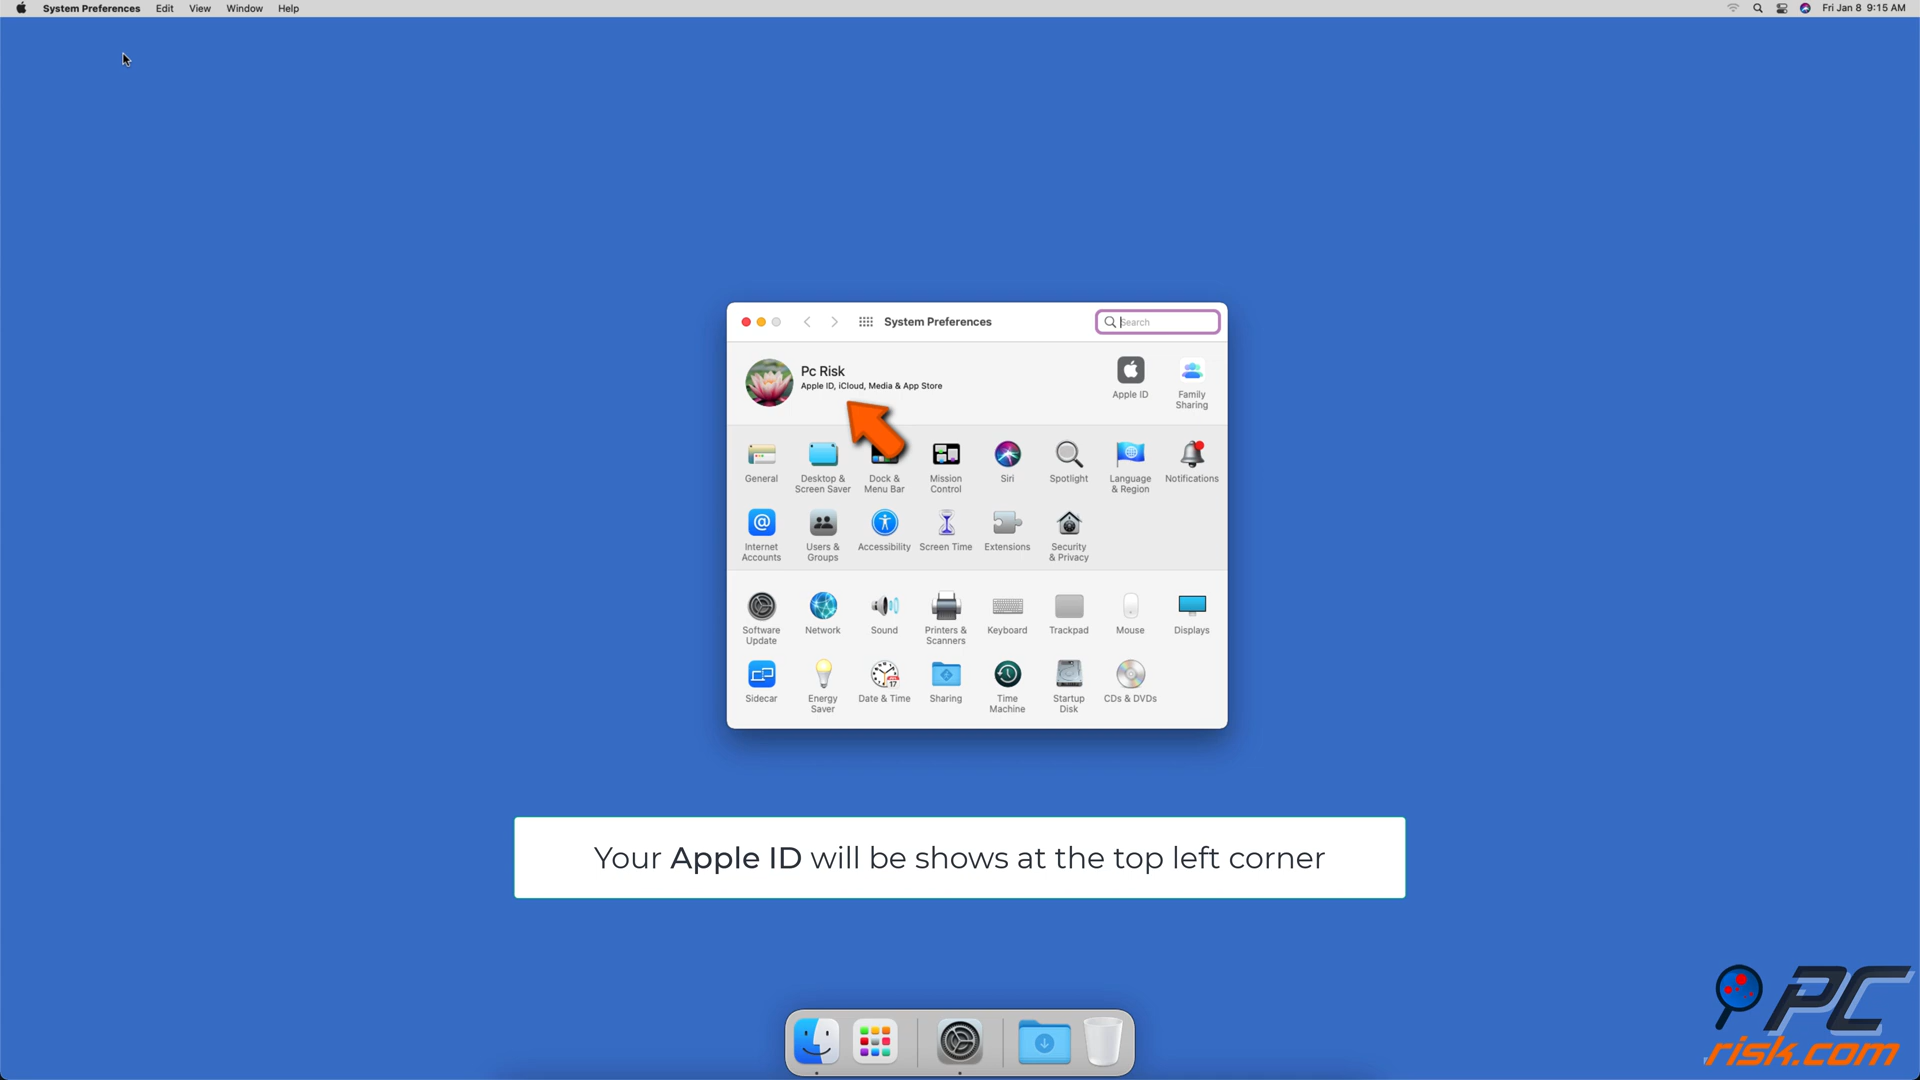 System Preferences Edit View Window Help Fri Jan 8 9:15 AM
System Preferences Search
Pc Risk
Apple ID, iCloud, Media & App Store
Apple ID Family
Sharing
General Desktop & Dock & Mission Siri Spotlight Language Notifications
Screen Saver Menu Bar Control & Region
Internet Users & Accessibility Screen Time Extensions Security
Accounts Groups & Privacy
Software Network Sound Printers & Keyboard Trackpad Mouse Displays
Update Scanners
Sidecar Energy Date & Time Sharing Time Startup CDs & DVDs
Saver Machine Disk
Your Apple ID will be shows at the top left corner
PC
risk.com